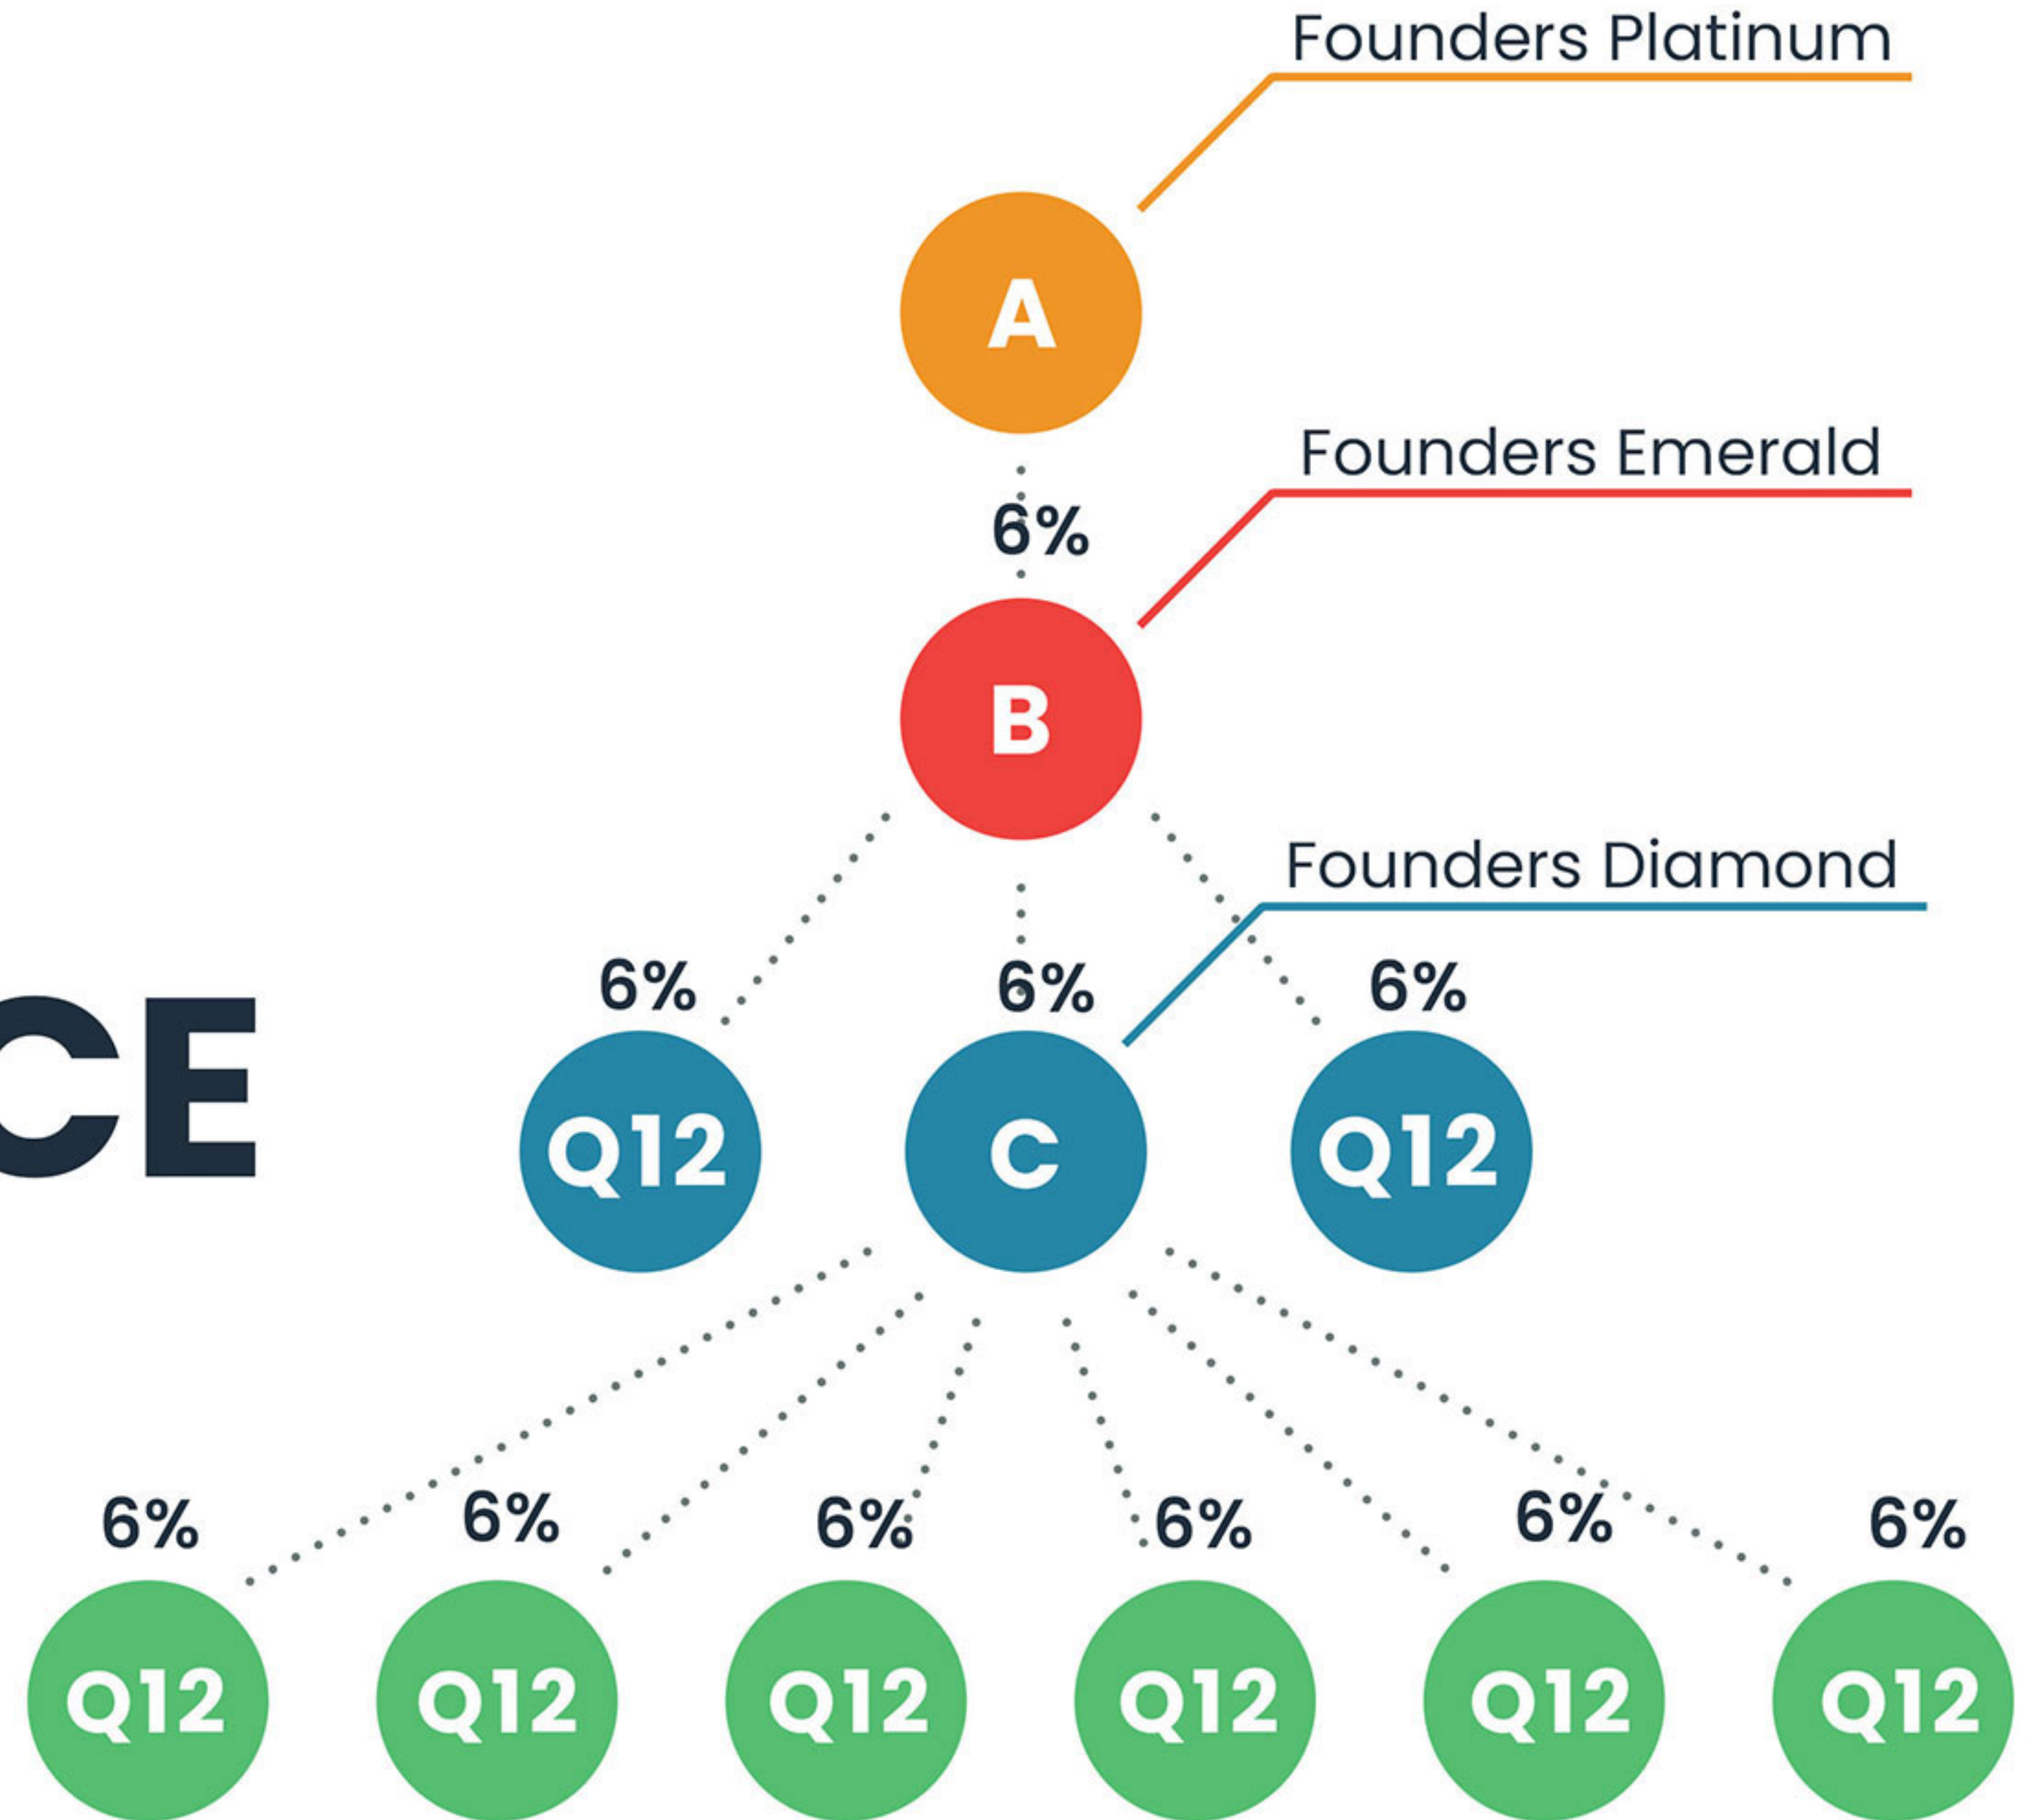 Founders Platinum
A
6%
Founders Emerald
B
Founders Diamond
6% 6% 6%
CE
Q12 C Q12
6% 6% 6% 6% 6% 6%
Q12 Q12 Q12 Q12 Q12 Q12